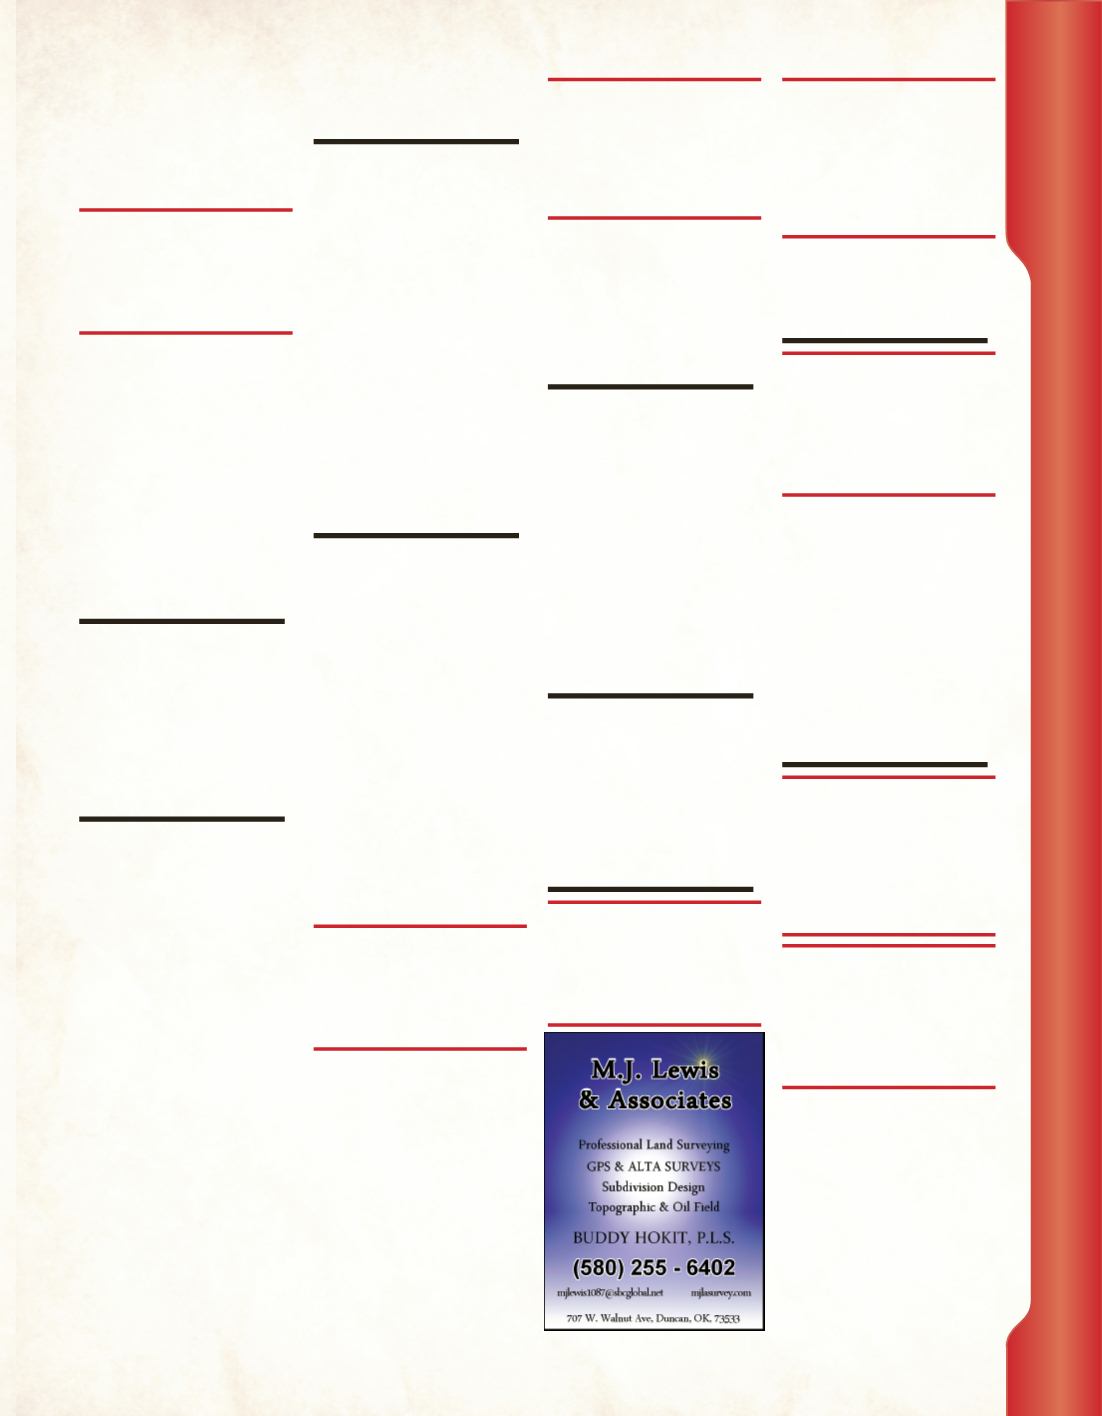 M.J. Lewis
& Associates
Professional Land Surveying
GPS & ALTA SURVEYS
Subdivision Design
Topographic & Oil Field
BUDDY HOKIT, P.L.S.
(580) 255 - 6402
mjlewis1087@sbcglobal.net mjlasurvey.com
707 W. Walnut Ave, Duncan, OK, 73533